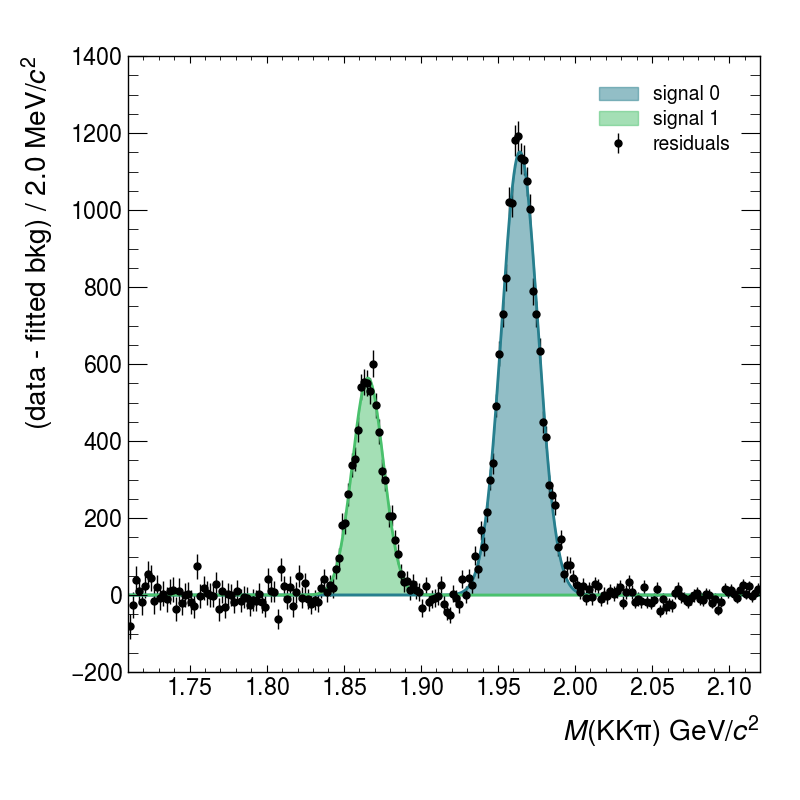 (data - fitted bkg) / 2.0 MeV/c²
1400
1200
1000
800
600
400
200
0
−200
signal 0
signal 1
residuals
1.75 1.80 1.85 1.90 1.95 2.00 2.05 2.10
M(KKπ) GeV/c²